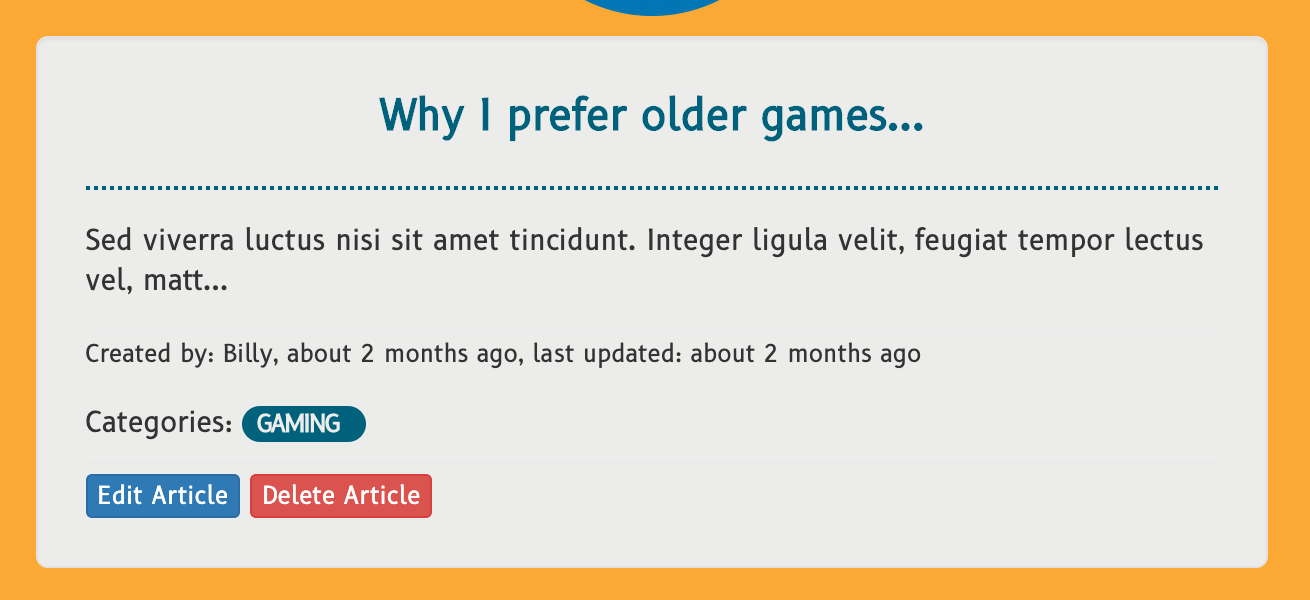 Why I prefer older games...
Sed viverra luctus nisi sit amet tincidunt. Integer ligula velit, feugiat tempor lectus
vel, matt...
Created by: Billy, about 2 months ago, last updated: about 2 months ago
Categories: GAMING
Edit Article Delete Article